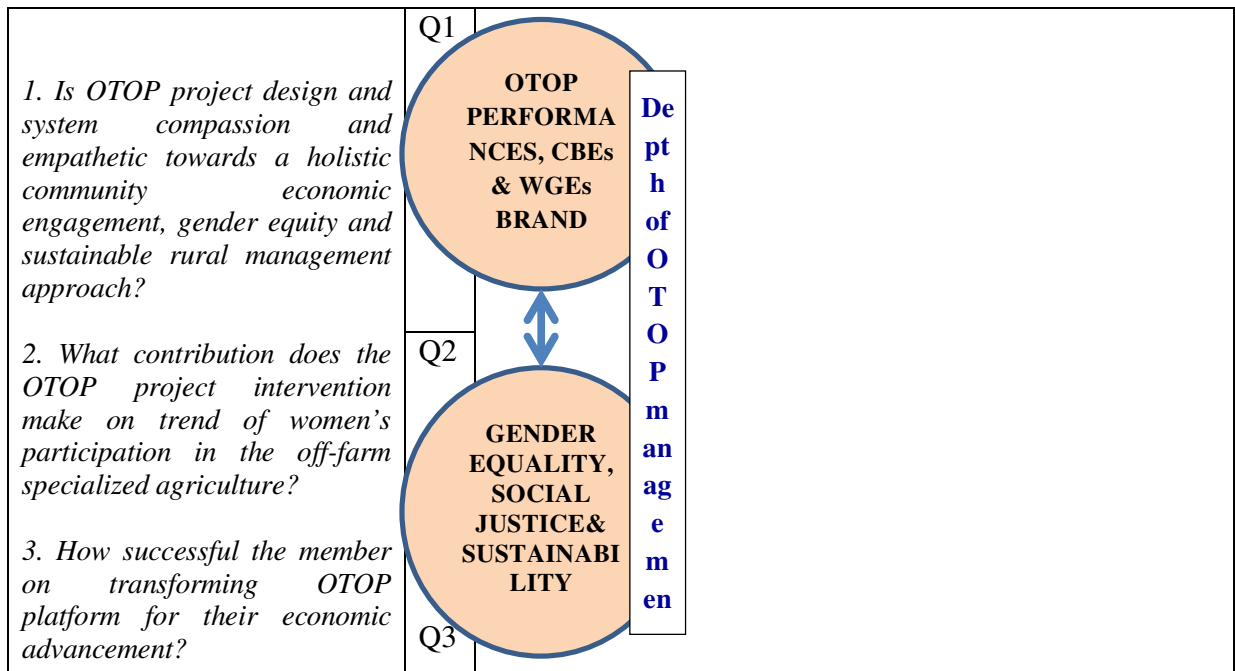 1. Is OTOP project design and
system compassion and
empathetic towards a holistic
community economic
engagement, gender equity and
sustainable rural management
approach?
2. What contribution does the
OTOP project intervention
make on trend of women's
participation in the off-farm
specialized agriculture?
3. How successful the member
on transforming OTOP
platform for their economic
advancement?
Q1
Q2
Q3
OTOP
PERFORMA
NCES, CBEs
& WGEs
BRAND
GENDER
EQUALITY,
SOCIAL
JUSTICE&
SUSTAINABI
LITY
De
pt
h
of
O
T
O
P
m
an
ag
e
m
en